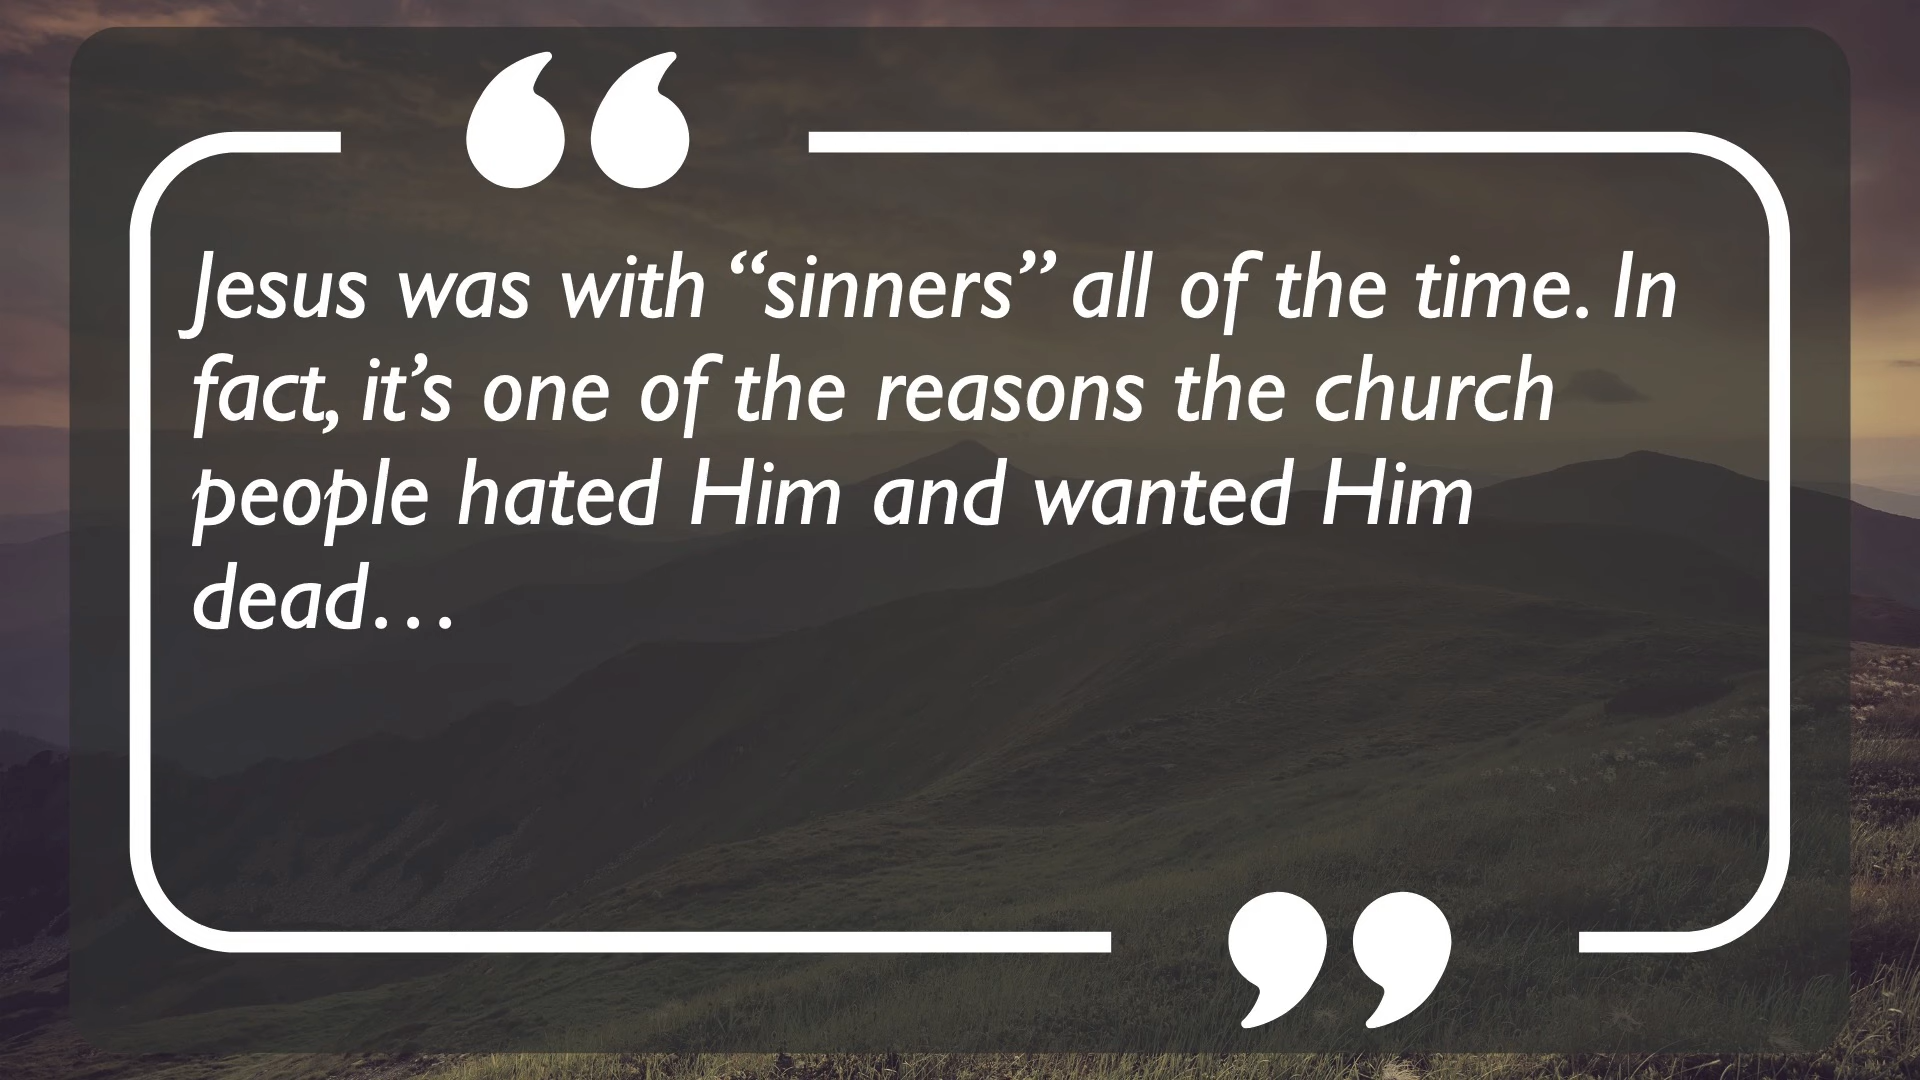 Jesus was with “sinners” all of the time. In
fact, it’s one of the reasons the church
people hated Him and wanted Him
dead…